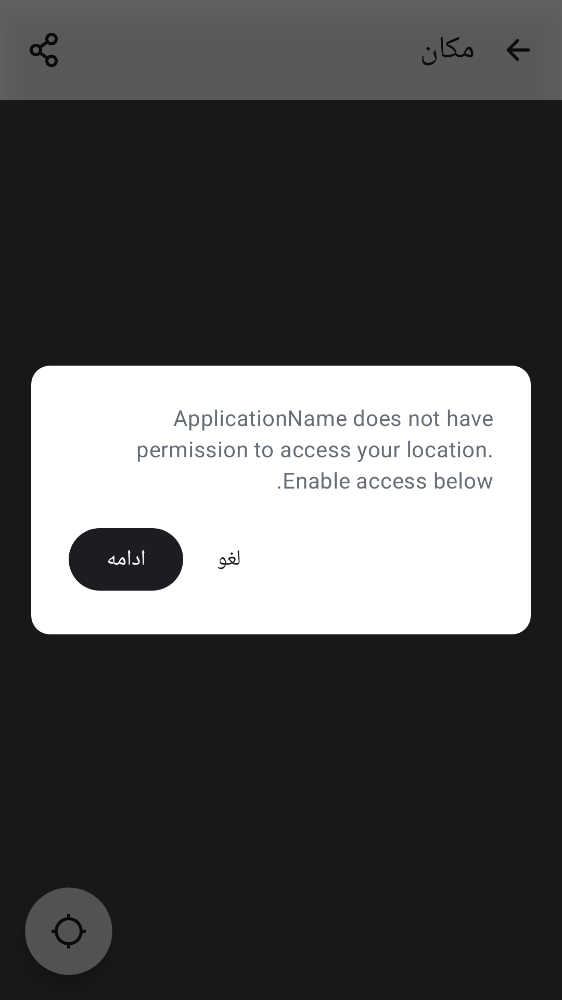 مکان
ApplicationName does not have
permission to access your location.
.Enable access below
لغو
ادامه